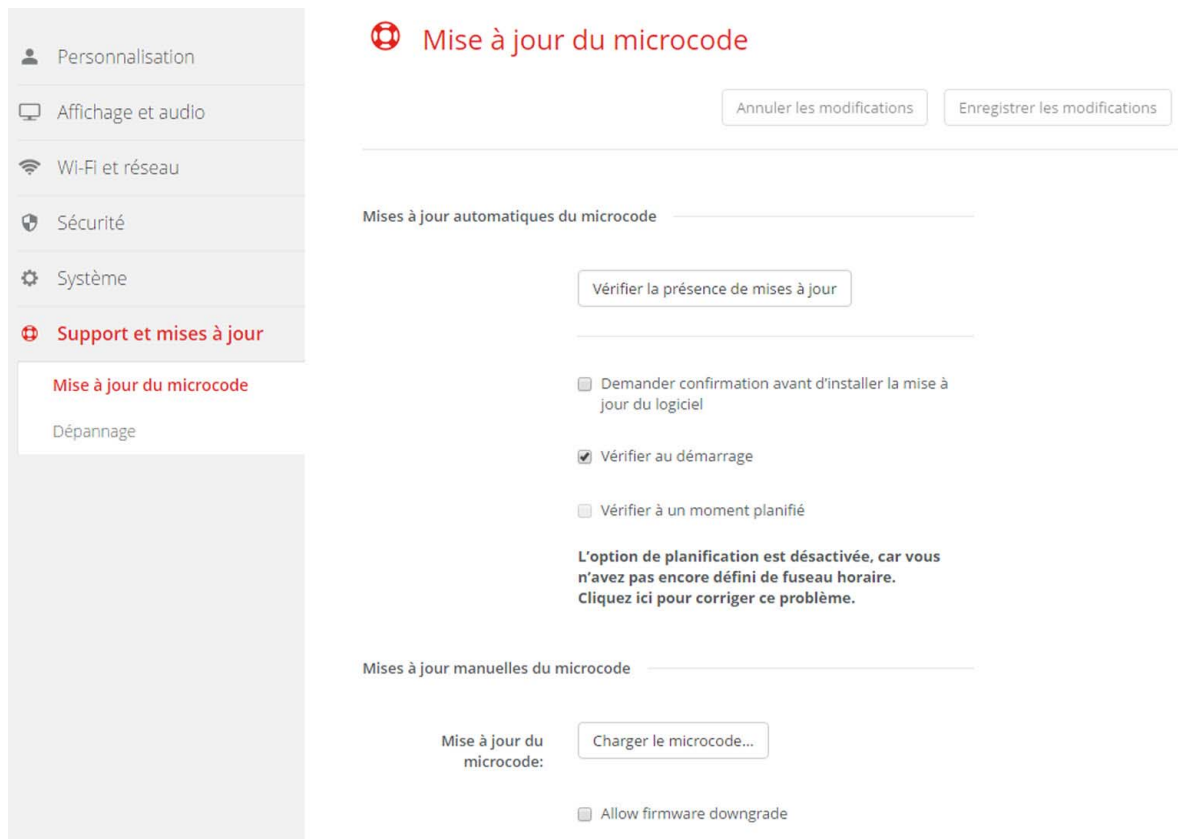 Personnalisation
Affichage et audio
Wi-Fi et réseau
Sécurité
Système
Support et mises à jour
Mise à jour du microcode
Dépannage
Mise à jour du microcode
Annuler les modifications
Enregistrer les modifications
Mises à jour automatiques du microcode
Vérifier la présence de mises à jour
Demander confirmation avant d’installer la mise à
jour du logiciel
Vérifier au démarrage
Vérifier à un moment planifié
L’option de planification est désactivée, car vous
n’avez pas encore défini de fuseau horaire.
Cliquez ici pour corriger ce problème.
Mises à jour manuelles du microcode
Mise à jour du
microcode:
Charger le microcode...
Allow firmware downgrade